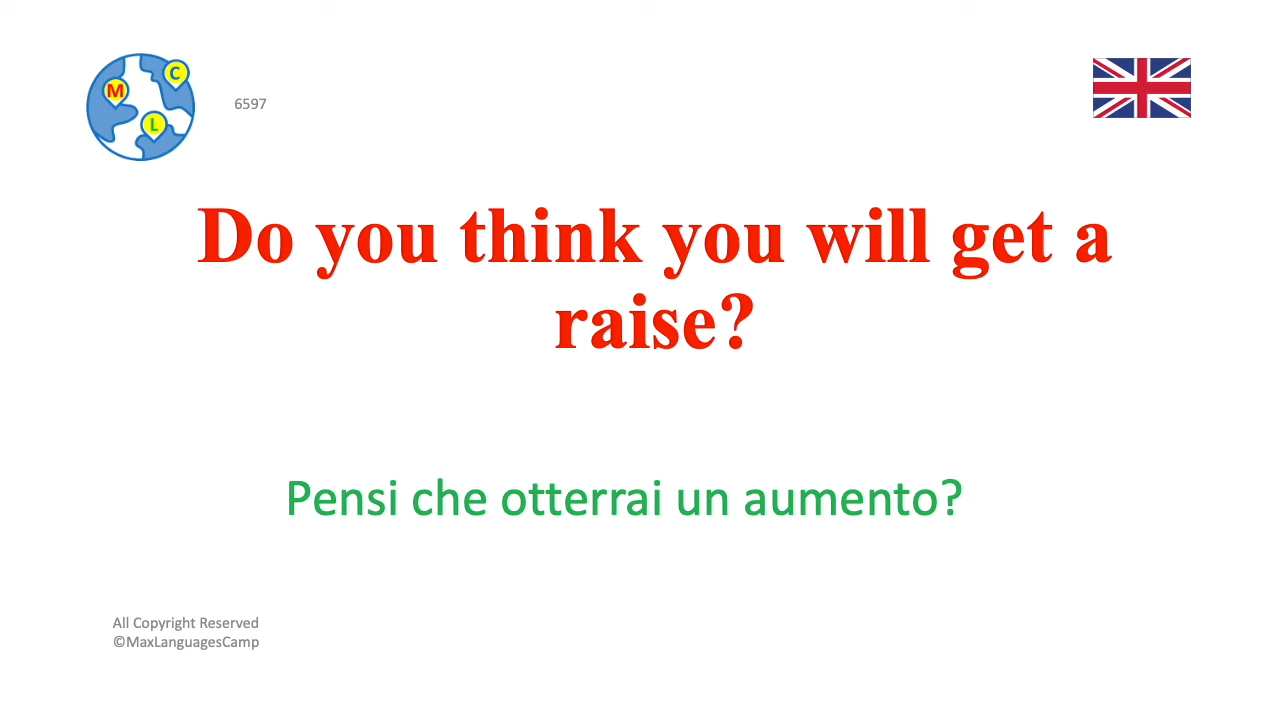 M
C
L
6597
Do you think you will get a
raise?
Pensi che otterrai un aumento?
All Copyright Reserved
©MaxLanguagesCamp